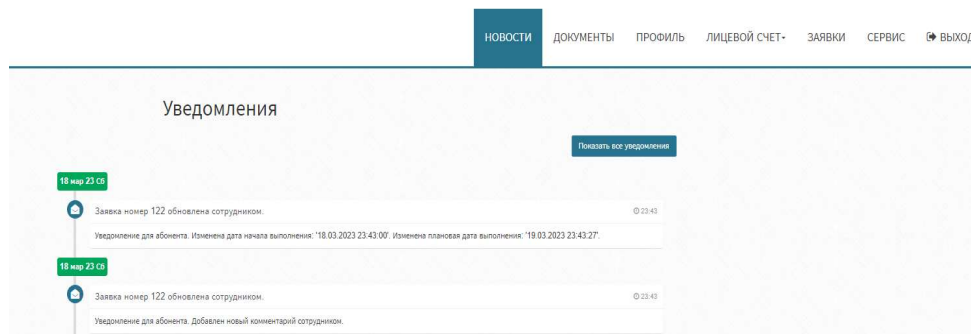 НОВОСТИ ДОКУМЕНТЫ ПРОФИЛЬ ЛИЦЕВОЙ СЧЕТ ЗАЯВКИ СЕРВИС ВЫХОД
Уведомления
Показать все уведомления
18 мар 23 Сб
Заявка номер 122 обновлена сотрудником. 23:43
Уведомление для абонента. Изменена дата начала выполнения: '18.03.2023 23:43:00'. Изменена плановая дата выполнения: '19.03.2023 23:43:27'.
18 мар 23 Сб
Заявка номер 122 обновлена сотрудником. 23:43
Уведомление для абонента. Добавлен новый комментарий сотрудником.